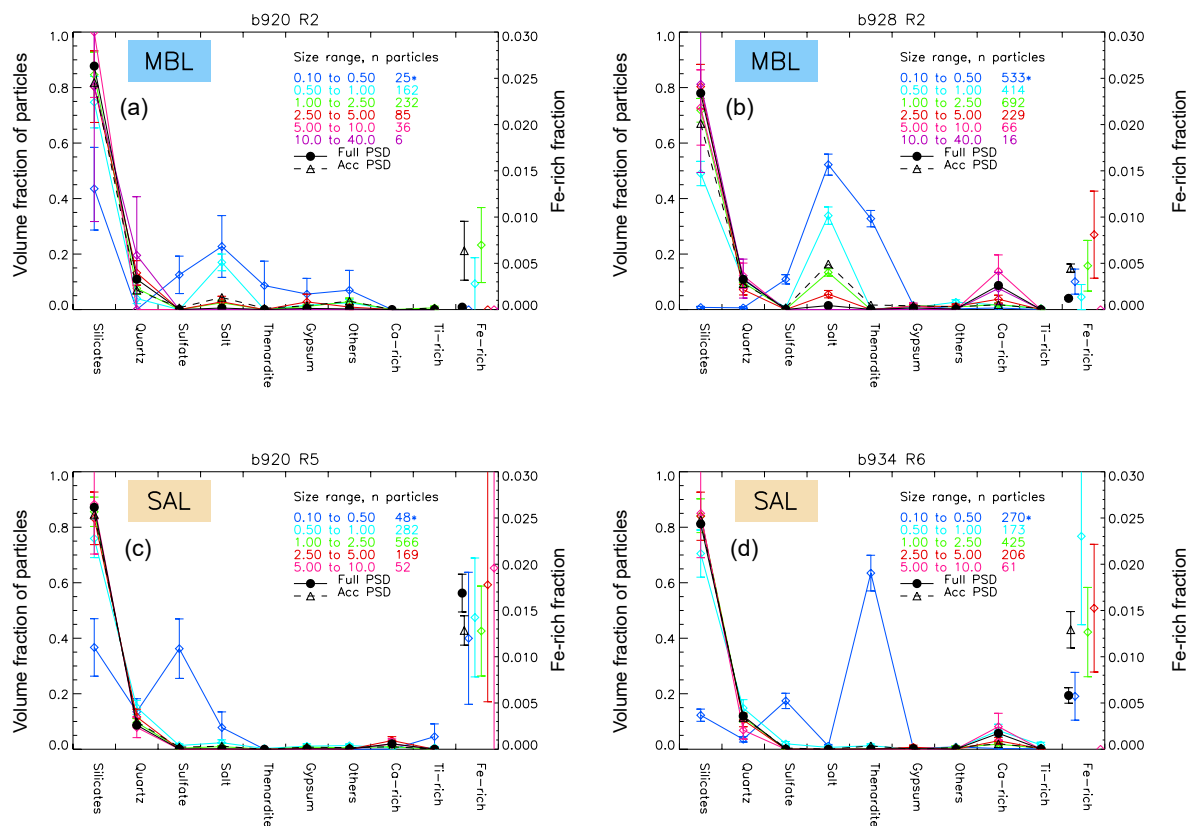 b920 R2
MBL
(a)
Size range, n particles
0.10 to 0.50 25*
0.50 to 1.00 162
1.00 to 2.50 232
2.50 to 5.00 85
5.00 to 10.0 36
10.0 to 40.0 6
Full PSD
Acc PSD
Volume fraction of particles
1.0
0.8
0.6
0.4
0.2
0.0
Fe-rich fraction
0.030
0.025
0.020
0.015
0.010
0.005
0.000
Silicates
Quartz
Sulfate
Salt
Thenardite
Gypsum
Others
Ca-rich
Ti-rich
Fe-rich
b928 R2
MBL
(b)
Size range, n particles
0.10 to 0.50 533*
0.50 to 1.00 414
1.00 to 2.50 692
2.50 to 5.00 229
5.00 to 10.0 66
10.0 to 40.0 16
Full PSD
Acc PSD
Volume fraction of particles
1.0
0.8
0.6
0.4
0.2
0.0
Fe-rich fraction
0.030
0.025
0.020
0.015
0.010
0.005
0.000
Silicates
Quartz
Sulfate
Salt
Thenardite
Gypsum
Others
Ca-rich
Ti-rich
Fe-rich
b920 R5
SAL
(c)
Size range, n particles
0.10 to 0.50 48*
0.50 to 1.00 282
1.00 to 2.50 566
2.50 to 5.00 169
5.00 to 10.0 52
Full PSD
Acc PSD
Volume fraction of particles
1.0
0.8
0.6
0.4
0.2
0.0
Fe-rich fraction
0.030
0.025
0.020
0.015
0.010
0.005
0.000
Silicates
Quartz
Sulfate
Salt
Thenardite
Gypsum
Others
Ca-rich
Ti-rich
Fe-rich
b934 R6
SAL
(d)
Size range, n particles
0.10 to 0.50 270*
0.50 to 1.00 173
1.00 to 2.50 425
2.50 to 5.00 206
5.00 to 10.0 61
Full PSD
Acc PSD
Volume fraction of particles
1.0
0.8
0.6
0.4
0.2
0.0
Fe-rich fraction
0.030
0.025
0.020
0.015
0.010
0.005
0.000
Silicates
Quartz
Sulfate
Salt
Thenardite
Gypsum
Others
Ca-rich
Ti-rich
Fe-rich